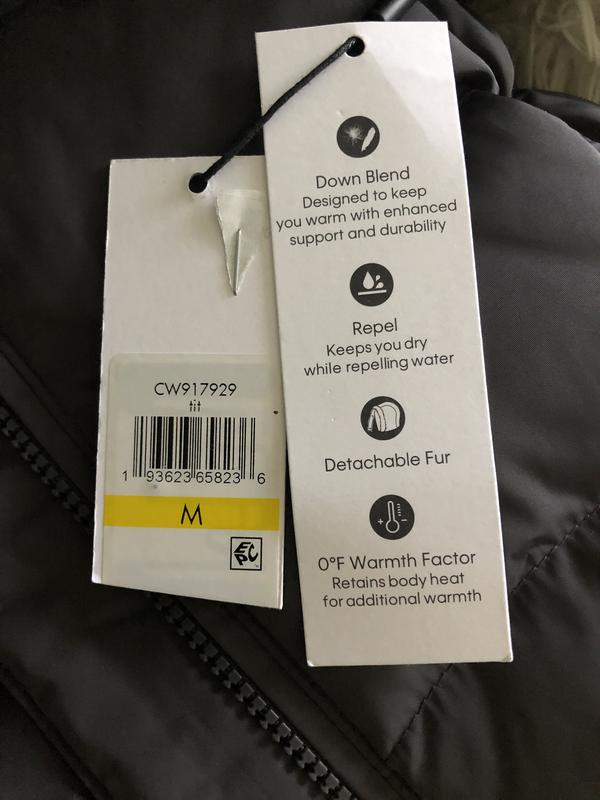 CW917929
1 93623 65823 6
M
EPC
Down Blend
Designed to keep
you warm with enhanced
support and durability
Repel
Keeps you dry
while repelling water
Detachable Fur
+ -
0°F Warmth Factor
Retains body heat
for additional warmth